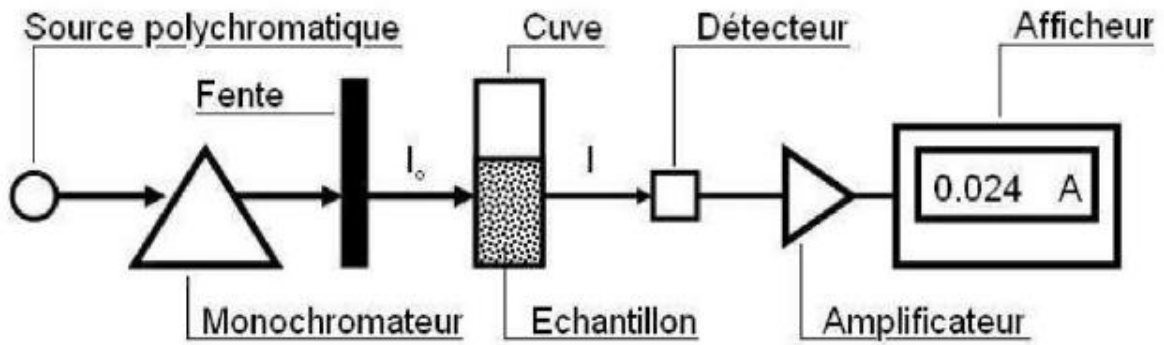 Source polychromatique
Cuve
Détecteur
Afficheur
Fente
I₀
I
0.024 A
Monochromateur
Echantillon
Amplificateur